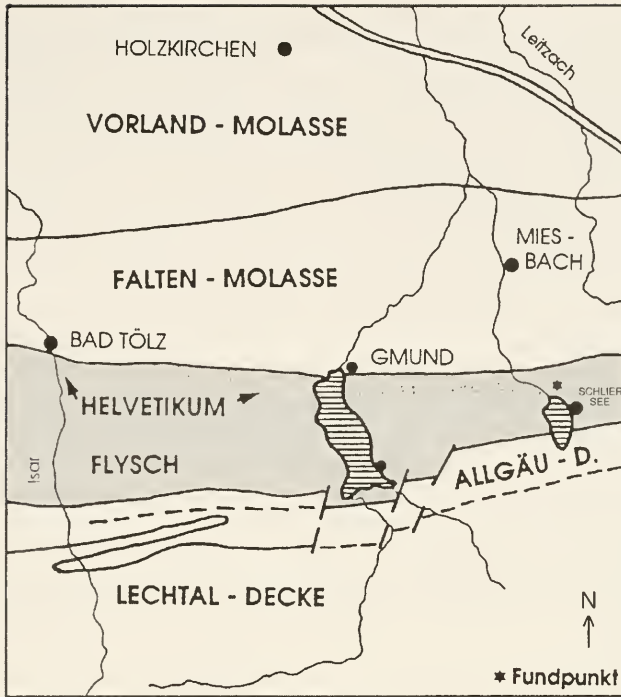 HOLZKIRCHEN
Leitzach
VORLAND - MOLASSE
MIES -
BACH
FALTEN - MOLASSE
BAD TÖLZ
GMUND
HELVETIKUM
SCHLIER
SEE
FLYSCH
Isar
ALLGÄU - D.
LECHTAL - DECKE
N
* Fundpunkt